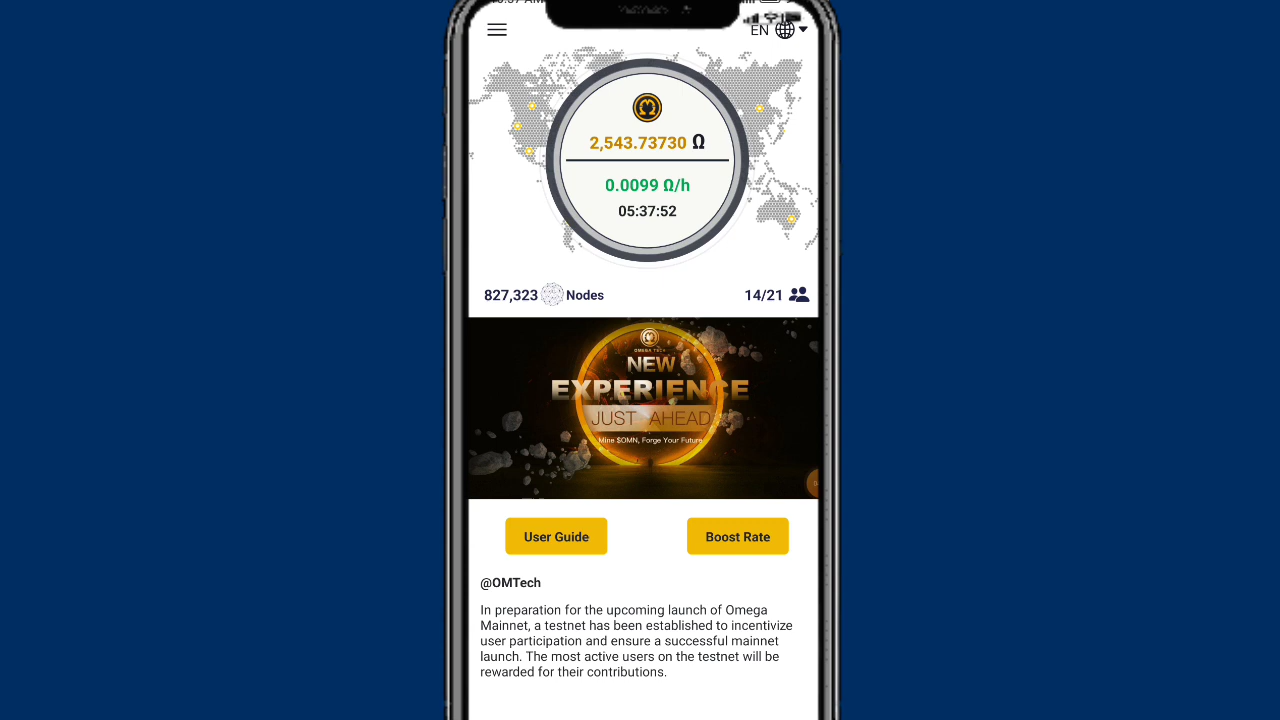 EN
2,543.73730 Ω
0.0099 Ω/h
05:37:52
827,323 Nodes
14/21
OMEGA TECH
NEW
EXPERIENCE
JUST AHEAD
Mine $OMN, Forge Your Future
User Guide
Boost Rate
@OMTech
In preparation for the upcoming launch of Omega
Mainnet, a testnet has been established to incentivize
user participation and ensure a successful mainnet
launch. The most active users on the testnet will be
rewarded for their contributions.